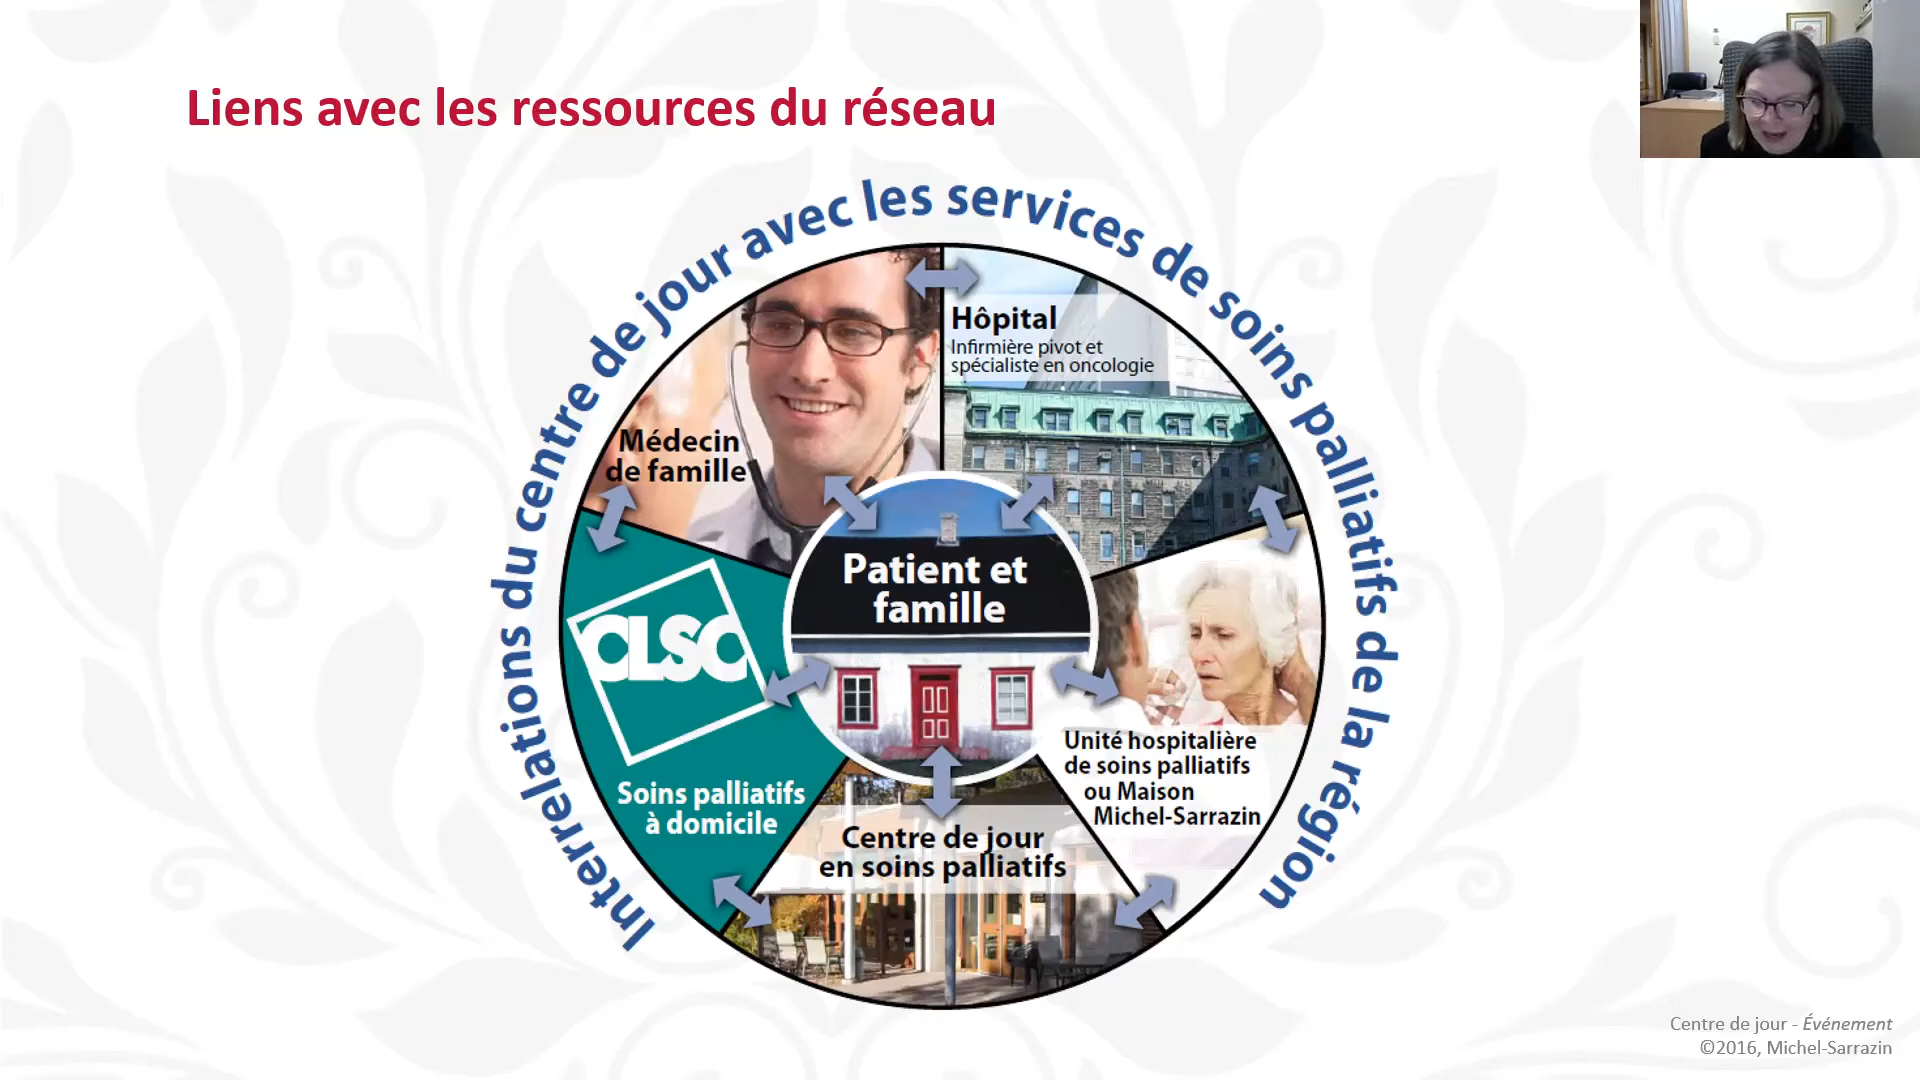 Liens avec les ressources du réseau
Interrelations du centre de jour avec les services de soins palliatifs de la région
Hôpital
Infirmière pivot et
spécialiste en oncologie
Médecin
de famille
Patient et
famille
CLSC
Soins palliatifs
à domicile
Unité hospitalière
de soins palliatifs
ou Maison
Michel-Sarrazin
Centre de jour
en soins palliatifs
Centre de jour - Événement
©2016, Michel-Sarrazin